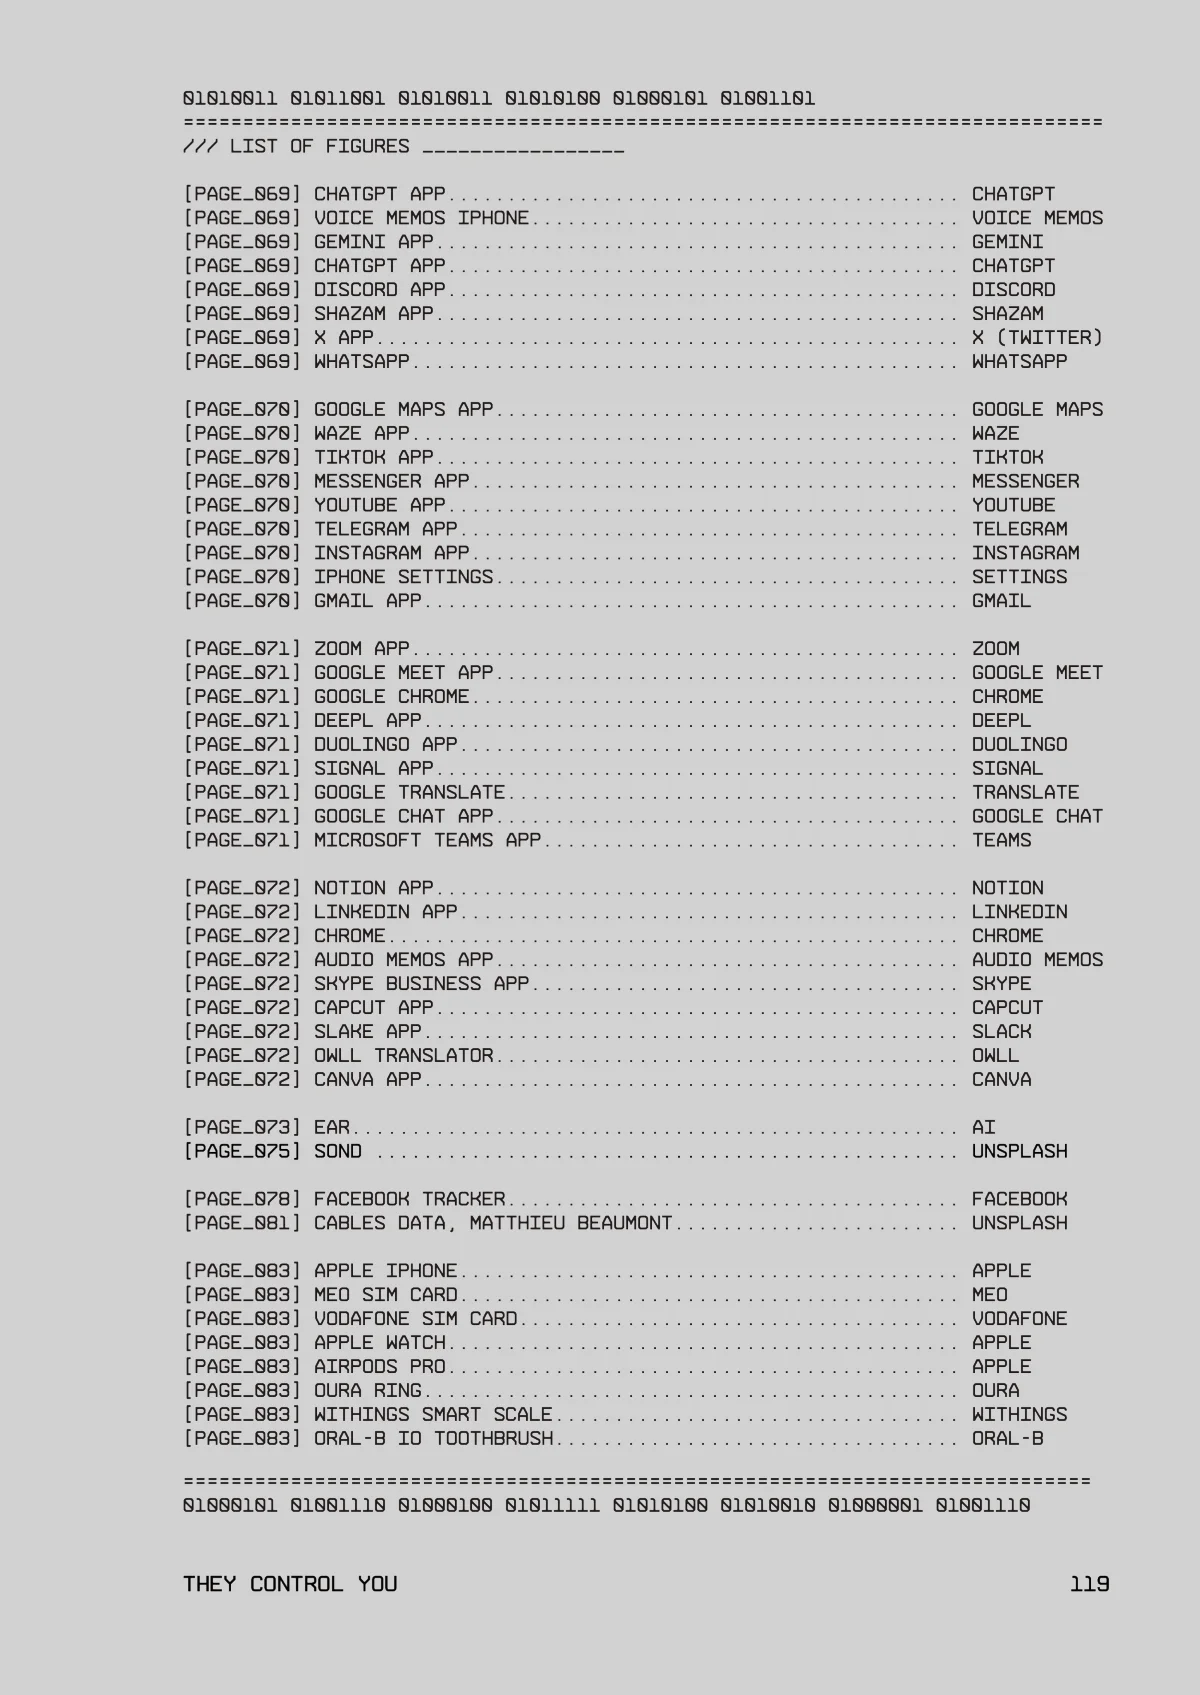 01010011 01011001 01010011 01010100 01000101 01001101
=============================================================================
/// LIST OF FIGURES _________________
[PAGE_069] CHATGPT APP........................................... CHATGPT
[PAGE_069] VOICE MEMOS IPHONE.................................... VOICE MEMOS
[PAGE_069] GEMINI APP............................................ GEMINI
[PAGE_069] CHATGPT APP........................................... CHATGPT
[PAGE_069] DISCORD APP........................................... DISCORD
[PAGE_069] SHAZAM APP............................................ SHAZAM
[PAGE_069] X APP................................................. X (TWITTER)
[PAGE_069] WHATSAPP.............................................. WHATSAPP
[PAGE_070] GOOGLE MAPS APP....................................... GOOGLE MAPS
[PAGE_070] WAZE APP.............................................. WAZE
[PAGE_070] TIKTOK APP............................................ TIKTOK
[PAGE_070] MESSENGER APP......................................... MESSENGER
[PAGE_070] YOUTUBE APP........................................... YOUTUBE
[PAGE_070] TELEGRAM APP.......................................... TELEGRAM
[PAGE_070] INSTAGRAM APP......................................... INSTAGRAM
[PAGE_070] IPHONE SETTINGS....................................... SETTINGS
[PAGE_070] GMAIL APP............................................. GMAIL
[PAGE_071] ZOOM APP.............................................. ZOOM
[PAGE_071] GOOGLE MEET APP....................................... GOOGLE MEET
[PAGE_071] GOOGLE CHROME......................................... CHROME
[PAGE_071] DEEPL APP............................................. DEEPL
[PAGE_071] DUOLINGO APP.......................................... DUOLINGO
[PAGE_071] SIGNAL APP............................................ SIGNAL
[PAGE_071] GOOGLE TRANSLATE...................................... TRANSLATE
[PAGE_071] GOOGLE CHAT APP....................................... GOOGLE CHAT
[PAGE_071] MICROSOFT TEAMS APP................................... TEAMS
[PAGE_072] NOTION APP............................................ NOTION
[PAGE_072] LINKEDIN APP.......................................... LINKEDIN
[PAGE_072] CHROME................................................ CHROME
[PAGE_072] AUDIO MEMOS APP....................................... AUDIO MEMOS
[PAGE_072] SKYPE BUSINESS APP.................................... SKYPE
[PAGE_072] CAPCUT APP............................................ CAPCUT
[PAGE_072] SLAKE APP............................................. SLACK
[PAGE_072] OWLL TRANSLATOR....................................... OWLL
[PAGE_072] CANVA APP............................................. CANVA
[PAGE_073] EAR................................................... AI
[PAGE_075] SOND ................................................. UNSPLASH
[PAGE_078] FACEBOOK TRACKER...................................... FACEBOOK
[PAGE_081] CABLES DATA, MATTHIEU BEAUMONT........................ UNSPLASH
[PAGE_083] APPLE IPHONE.......................................... APPLE
[PAGE_083] MEO SIM CARD.......................................... MEO
[PAGE_083] VODAFONE SIM CARD..................................... VODAFONE
[PAGE_083] APPLE WATCH........................................... APPLE
[PAGE_083] AIRPODS PRO........................................... APPLE
[PAGE_083] OURA RING............................................. OURA
[PAGE_083] WITHINGS SMART SCALE.................................. WITHINGS
[PAGE_083] ORAL-B IO TOOTHBRUSH.................................. ORAL-B
============================================================================
01000101 01001110 01000100 01011111 01010100 01010010 01000001 01001110
THEY CONTROL YOU 119